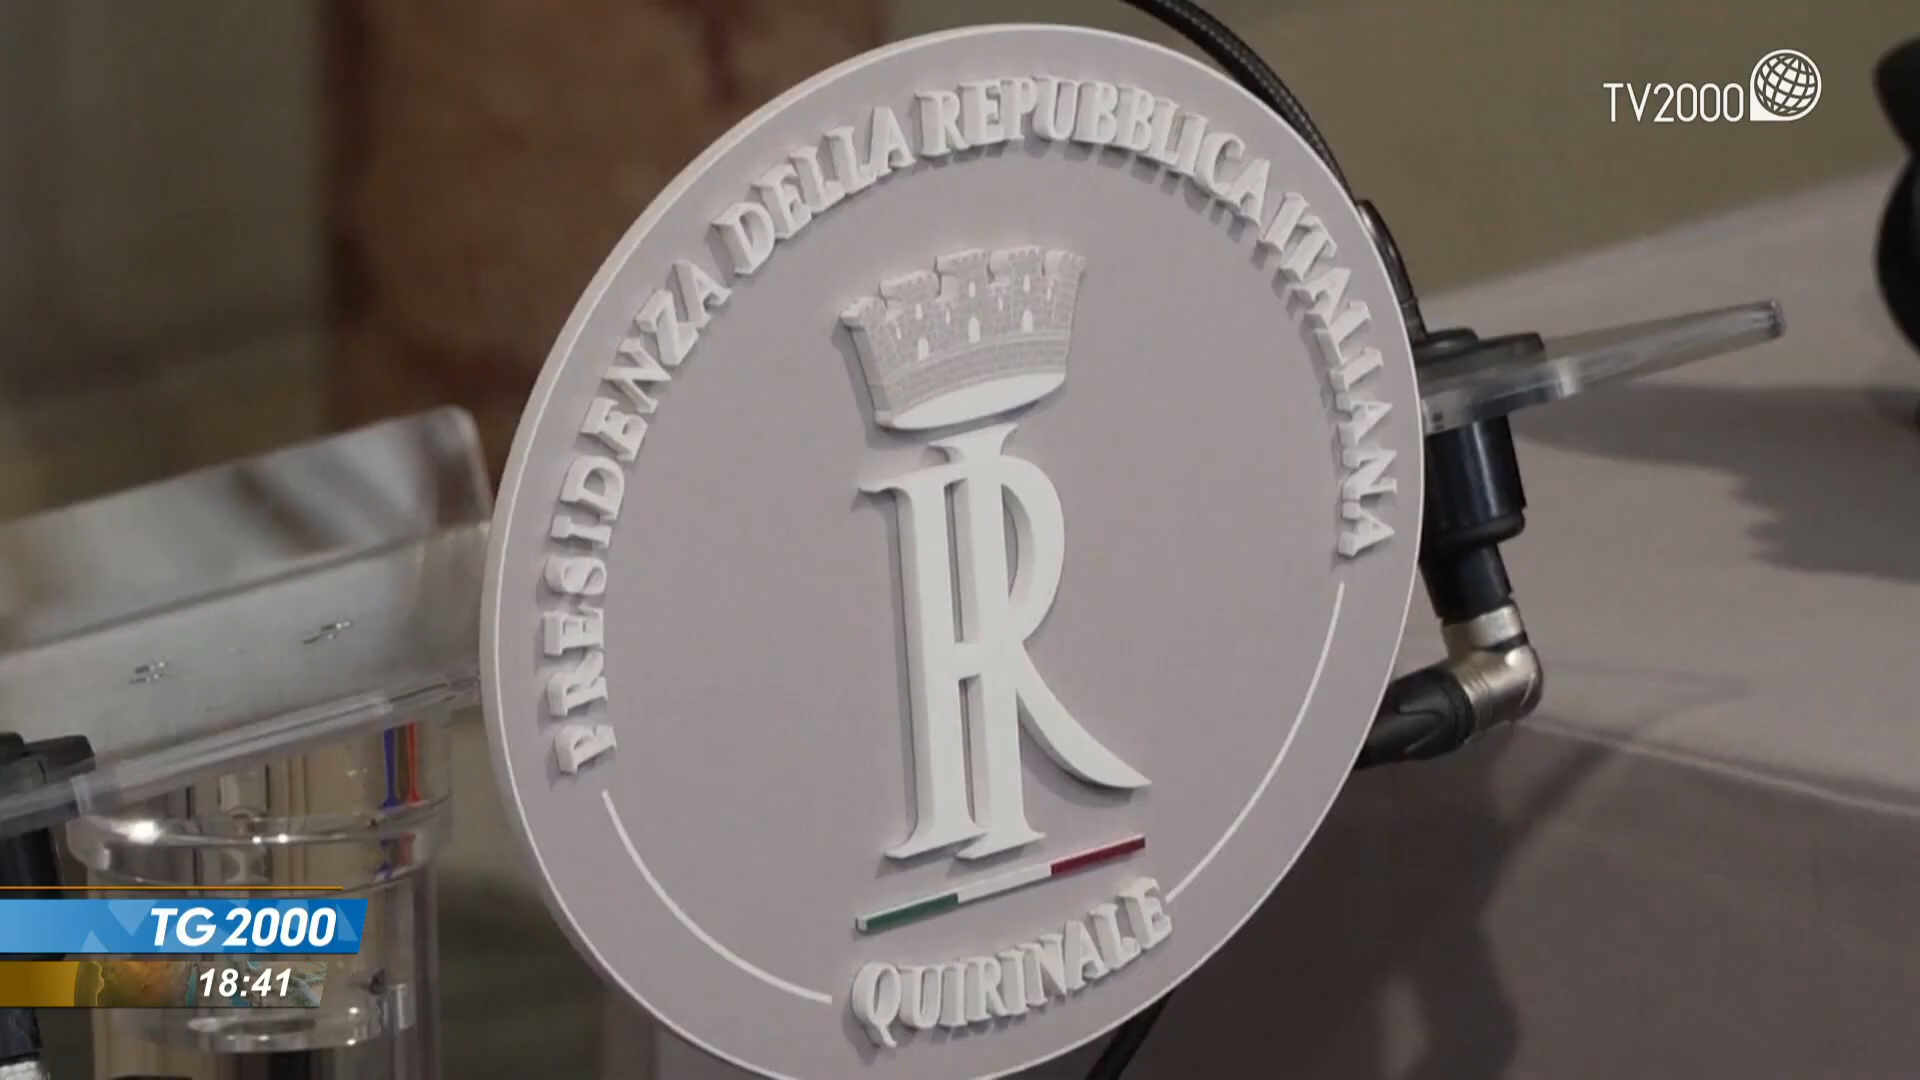 TV2000
PRESIDENZA DELLA REPUBBLICA ITALIANA
RI
QUIRINALE
TG 2000
18:41